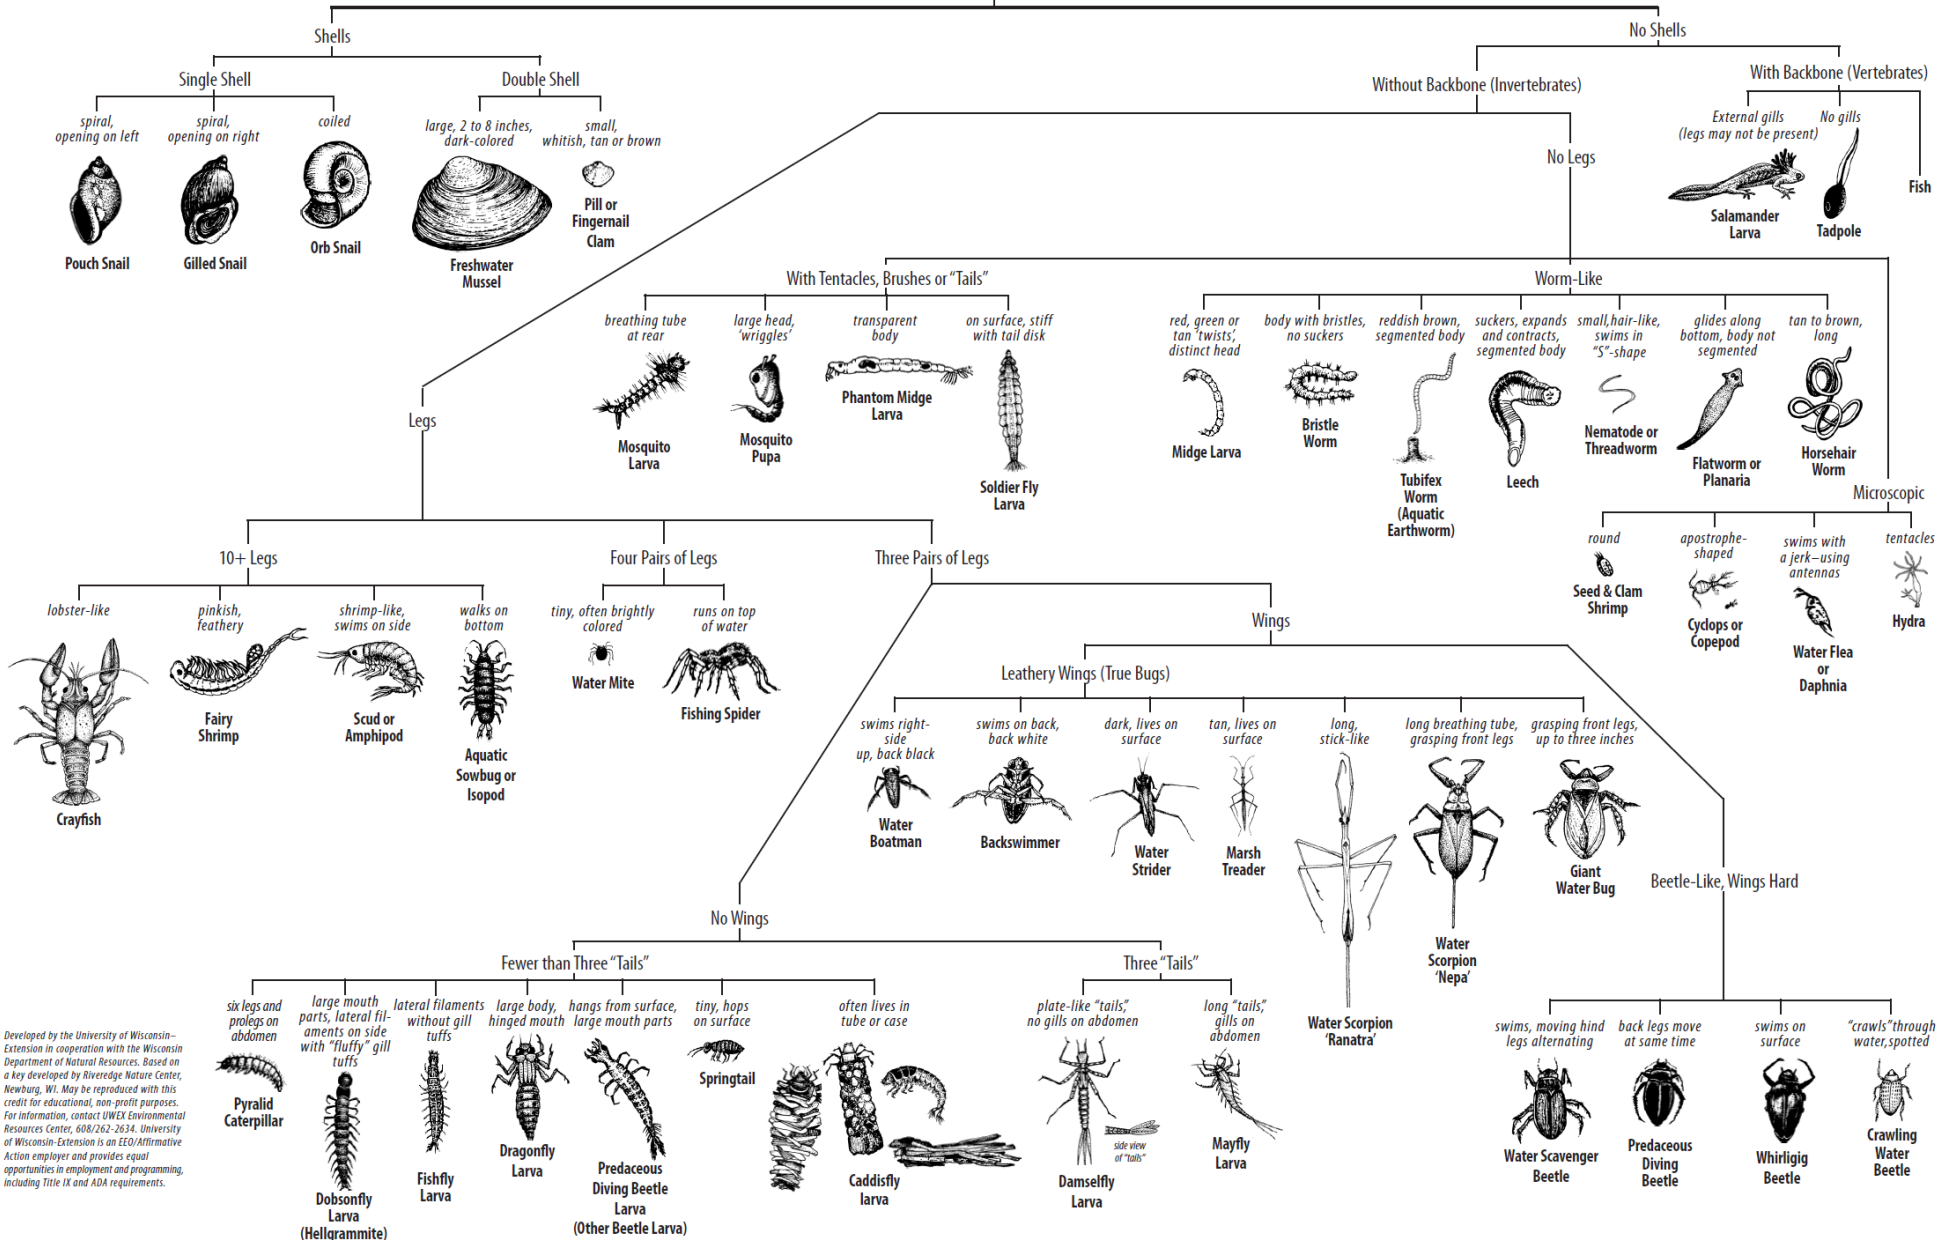 Shells
No Shells
Single Shell
Double Shell
Without Backbone (Invertebrates)
With Backbone (Vertebrates)
spiral,
opening on left
Pouch Snail
spiral,
opening on right
Gilled Snail
coiled
Orb Snail
large, 2 to 8 inches,
dark-colored
Freshwater
Mussel
small,
whitish, tan or brown
Pill or
Fingernail
Clam
External gills
(legs may not be present)
Salamander
Larva
No gills
Tadpole
Fish
No Legs
With Tentacles, Brushes or “Tails”
Worm-Like
breathing tube
at rear
Mosquito
Larva
large head,
‘wriggles’
Mosquito
Pupa
transparent
body
Phantom Midge
Larva
on surface, stiff
with tail disk
Soldier Fly
Larva
red, green or
tan ‘twists’,
distinct head
Midge Larva
body with bristles,
no suckers
Bristle
Worm
reddish brown,
segmented body
Tubifex
Worm
(Aquatic
Earthworm)
suckers, expands
and contracts,
segmented body
Leech
small,hair-like,
swims in
“S”-shape
Nematode or
Threadworm
glides along
bottom, body not
segmented
Flatworm or
Planaria
tan to brown,
long
Horsehair
Worm
Microscopic
round
Seed & Clam
Shrimp
apostrophe-
shaped
Cyclops or
Copepod
swims with
a jerk–using
antennas
Water Flea
or
Daphnia
tentacles
Hydra
Legs
10+ Legs
Four Pairs of Legs
Three Pairs of Legs
lobster-like
Crayfish
pinkish,
feathery
Fairy
Shrimp
shrimp-like,
swims on side
Scud or
Amphipod
walks on
bottom
Aquatic
Sowbug or
Isopod
tiny, often brightly
colored
Water Mite
runs on top
of water
Fishing Spider
Wings
Leathery Wings (True Bugs)
swims right-
side
up, back black
Water
Boatman
swims on back,
back white
Backswimmer
dark, lives on
surface
Water
Strider
tan, lives on
surface
Marsh
Treader
long,
stick-like
Water Scorpion
‘Ranatra’
long breathing tube,
grasping front legs
Water
Scorpion
‘Nepa’
grasping front legs,
up to three inches
Giant
Water Bug
Beetle-Like, Wings Hard
swims, moving hind
legs alternating
Water Scavenger
Beetle
back legs move
at same time
Predaceous
Diving
Beetle
swims on
surface
Whirligig
Beetle
“crawls”through
water,spotted
Crawling
Water
Beetle
No Wings
Fewer than Three “Tails”
Three “Tails”
six legs and
prolegs on
abdomen
Pyralid
Caterpillar
large mouth
parts, lateral fil-
aments on side
with “fluffy” gill
tuffs
Dobsonfly
Larva
(Hellgrammite)
lateral filaments
without gill
tuffs
Fishfly
Larva
large body,
hinged mouth
Dragonfly
Larva
hangs from surface,
large mouth parts
Predaceous
Diving Beetle
Larva
(Other Beetle Larva)
tiny, hops
on surface
Springtail
often lives in
tube or case
Caddisfly
larva
plate-like “tails”,
no gills on abdomen
side view
of “tails”
Damselfly
Larva
long “tails”,
gills on
abdomen
Mayfly
Larva
Developed by the University of Wisconsin–
Extension in cooperation with the Wisconsin
Department of Natural Resources. Based on
a key developed by Riveredge Nature Center,
Newburg, WI. May be reproduced with this
credit for educational, non-profit purposes.
For information, contact UWEX Environmental
Resources Center, 608/262-2634. University
of Wisconsin-Extension is an EEO/Affirmative
Action employer and provides equal
opportunities in employment and programming,
including Title IX and ADA requirements.